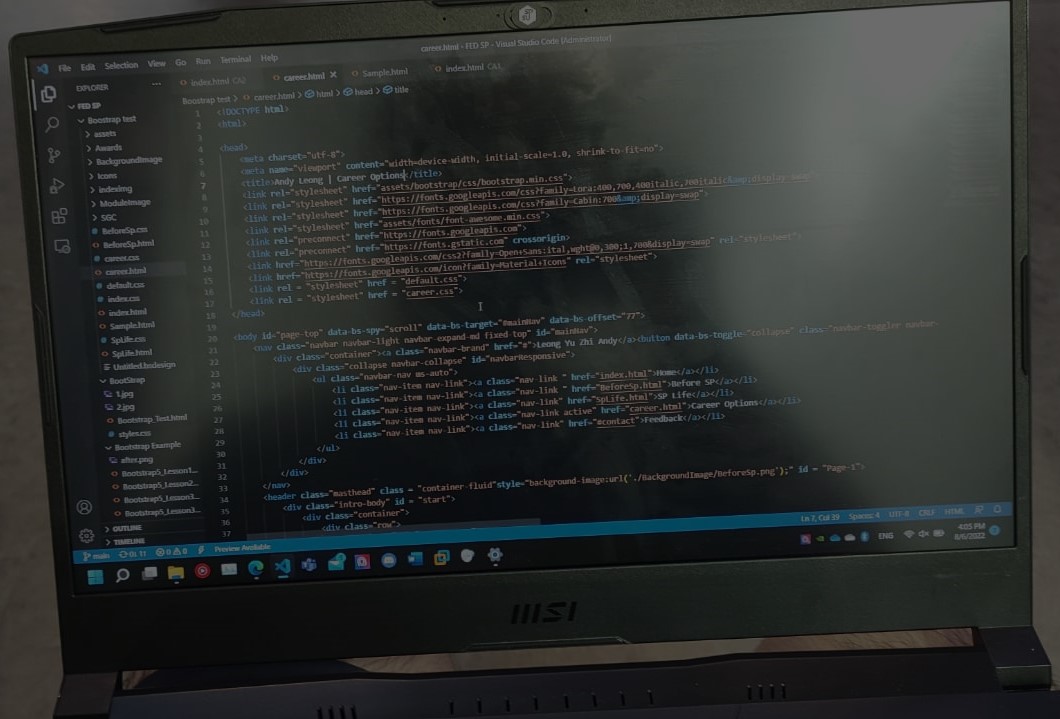 career.html - FED SP - Visual Studio Code [Administrator]
File Edit Selection View Go Run Terminal Help
EXPLORER ...
index.html CA2
career.html
Sample.html
index.html CA1
Boostrap test > career.html > html > head > title
FED SP
Boostrap test
assets
Awards
BackgroundImage
Icons
indexImg
ModuleImage
SGC
BeforeSp.css
BeforeSp.html
career.css
career.html
default.css
index.css
index.html
Sample.html
SpLife.css
SpLife.html
Untitled.htmdesign
BootStrap
1.jpg
2.jpg
Bootstrap_Test.html
styles.css
Bootstrap Example
after.png
Bootstrap5_Lesson1...
Bootstrap5_Lesson2...
Bootstrap5_Lesson3...
Bootstrap5_Lesson3...
OUTLINE
TIMELINE
1 <!DOCTYPE html>
2 <html>
3
4 <head>
5 <meta charset="utf-8">
6 <meta name="viewport" content="width=device-width, initial-scale=1.0, shrink-to-fit=no">
7 <title>Andy Leong | Career Options</title>
8 <link rel="stylesheet" href="assets/bootstrap/css/bootstrap.min.css">
9 <link rel="stylesheet" href="https://fonts.googleapis.com/css?family=Lora:400,700,400italic,700italic&amp;display=swap">
10 <link rel="stylesheet" href="https://fonts.googleapis.com/css?family=Cabin:700&amp;display=swap">
11 <link rel="stylesheet" href="assets/fonts/font-awesome.min.css">
12 <link rel="preconnect" href="https://fonts.googleapis.com">
13 <link rel="preconnect" href="https://fonts.gstatic.com" crossorigin>
14 <link href="https://fonts.googleapis.com/css2?family=Open+Sans:ital,wght@0,300;1,700&display=swap" rel="stylesheet">
15 <link href="https://fonts.googleapis.com/icon?family=Material+Icons" rel="stylesheet">
16 <link rel = "stylesheet" href = "default.css">
17 <link rel = "stylesheet" href = "career.css">
18 </head>
19
20 <body id="page-top" data-bs-spy="scroll" data-bs-target="#mainNav" data-bs-offset="77">
21 <nav class="navbar navbar-light navbar-expand-md fixed-top" id="mainNav">
22 <div class="container"><a class="navbar-brand" href="#">Leong Yu Zhi Andy</a><button data-bs-toggle="collapse" class="navbar-toggler navbar-
23 <div class="collapse navbar-collapse" id="navbarResponsive">
24 <ul class="navbar-nav ms-auto">
25 <li class="nav-item nav-link"><a class="nav-link " href="index.html">Home</a></li>
26 <li class="nav-item nav-link"><a class="nav-link " href="BeforeSp.html">Before SP</a></li>
27 <li class="nav-item nav-link"><a class="nav-link " href="SpLife.html">SP Life</a></li>
28 <li class="nav-item nav-link"><a class="nav-link active" href="career.html">Career Options</a></li>
29 <li class="nav-item nav-link"><a class="nav-link" href="#contact">Feedback</a></li>
30 </ul>
31 </div>
32 </div>
33 </nav>
34 <header class="masthead" class = "container-fluid"style="background-image:url('./BackgroundImage/BeforeSp.png');" id = "Page-1">
35 <div class="intro-body" id = "start">
36 <div class="container">
37 <div class="row">
main 0↓ 1↑ 0 0 Preview Available
Ln 7, Col 39 Spaces: 4 UTF-8 CRLF HTML
ENG 4:05 PM
8/6/2022
msi